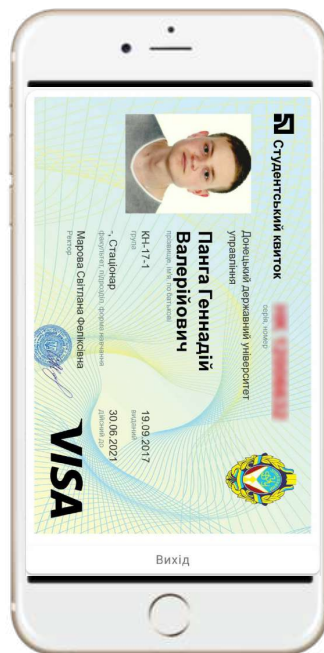 Студентський квиток
серія, номер
Донецький державний університет
управління
Панга Геннадій
Валерійович
прізвище, ім'я, по батькові
КН-17-1
група
19.09.2017
виданий
-, Стаціонар
факультет, підрозділ, форма навчання
30.06.2021
дійсний до
Марова Світлана Феліксівна
Ректор
VISA
Вихід